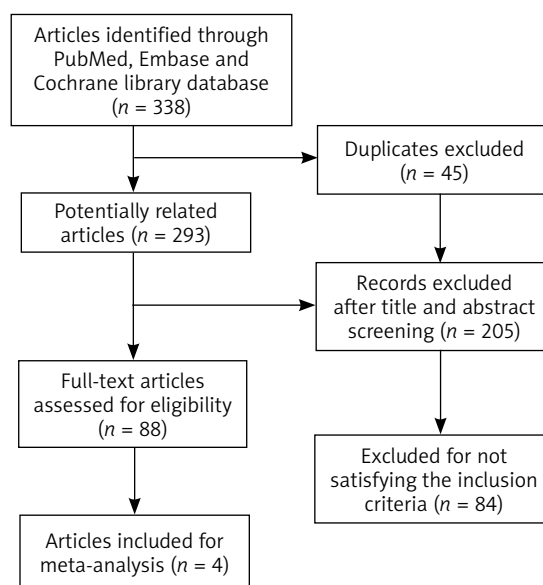 Articles identified through
PubMed, Embase and
Cochrane library database
(n = 338)
Duplicates excluded
(n = 45)
Potentially related
articles (n = 293)
Records excluded
after title and abstract
screening (n = 205)
Full-text articles
assessed for eligibility
(n = 88)
Excluded for not
satisfying the inclusion
criteria (n = 84)
Articles included for
meta-analysis (n = 4)